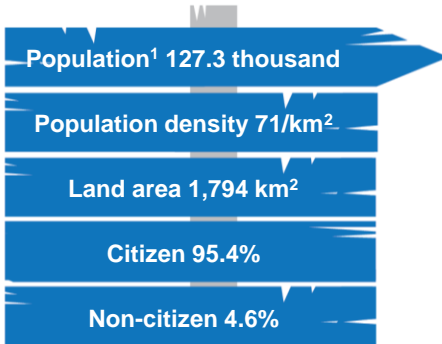 Population¹ 127.3 thousand
Population density 71/km²
Land area 1,794 km²
Citizen 95.4%
Non-citizen 4.6%